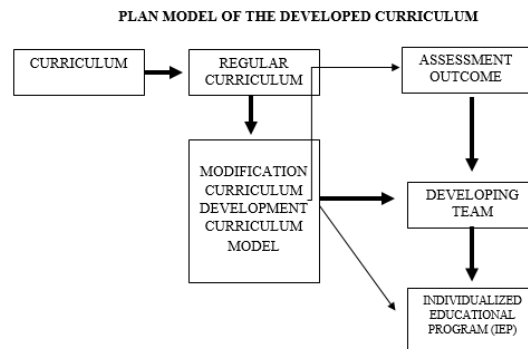 PLAN MODEL OF THE DEVELOPED CURRICULUM
CURRICULUM
REGULAR
CURRICULUM
ASSESSMENT
OUTCOME
MODIFICATION
CURRICULUM
DEVELOPMENT
CURRICULUM
MODEL
DEVELOPING
TEAM
INDIVIDUALIZED
EDUCATIONAL
PROGRAM (IEP)